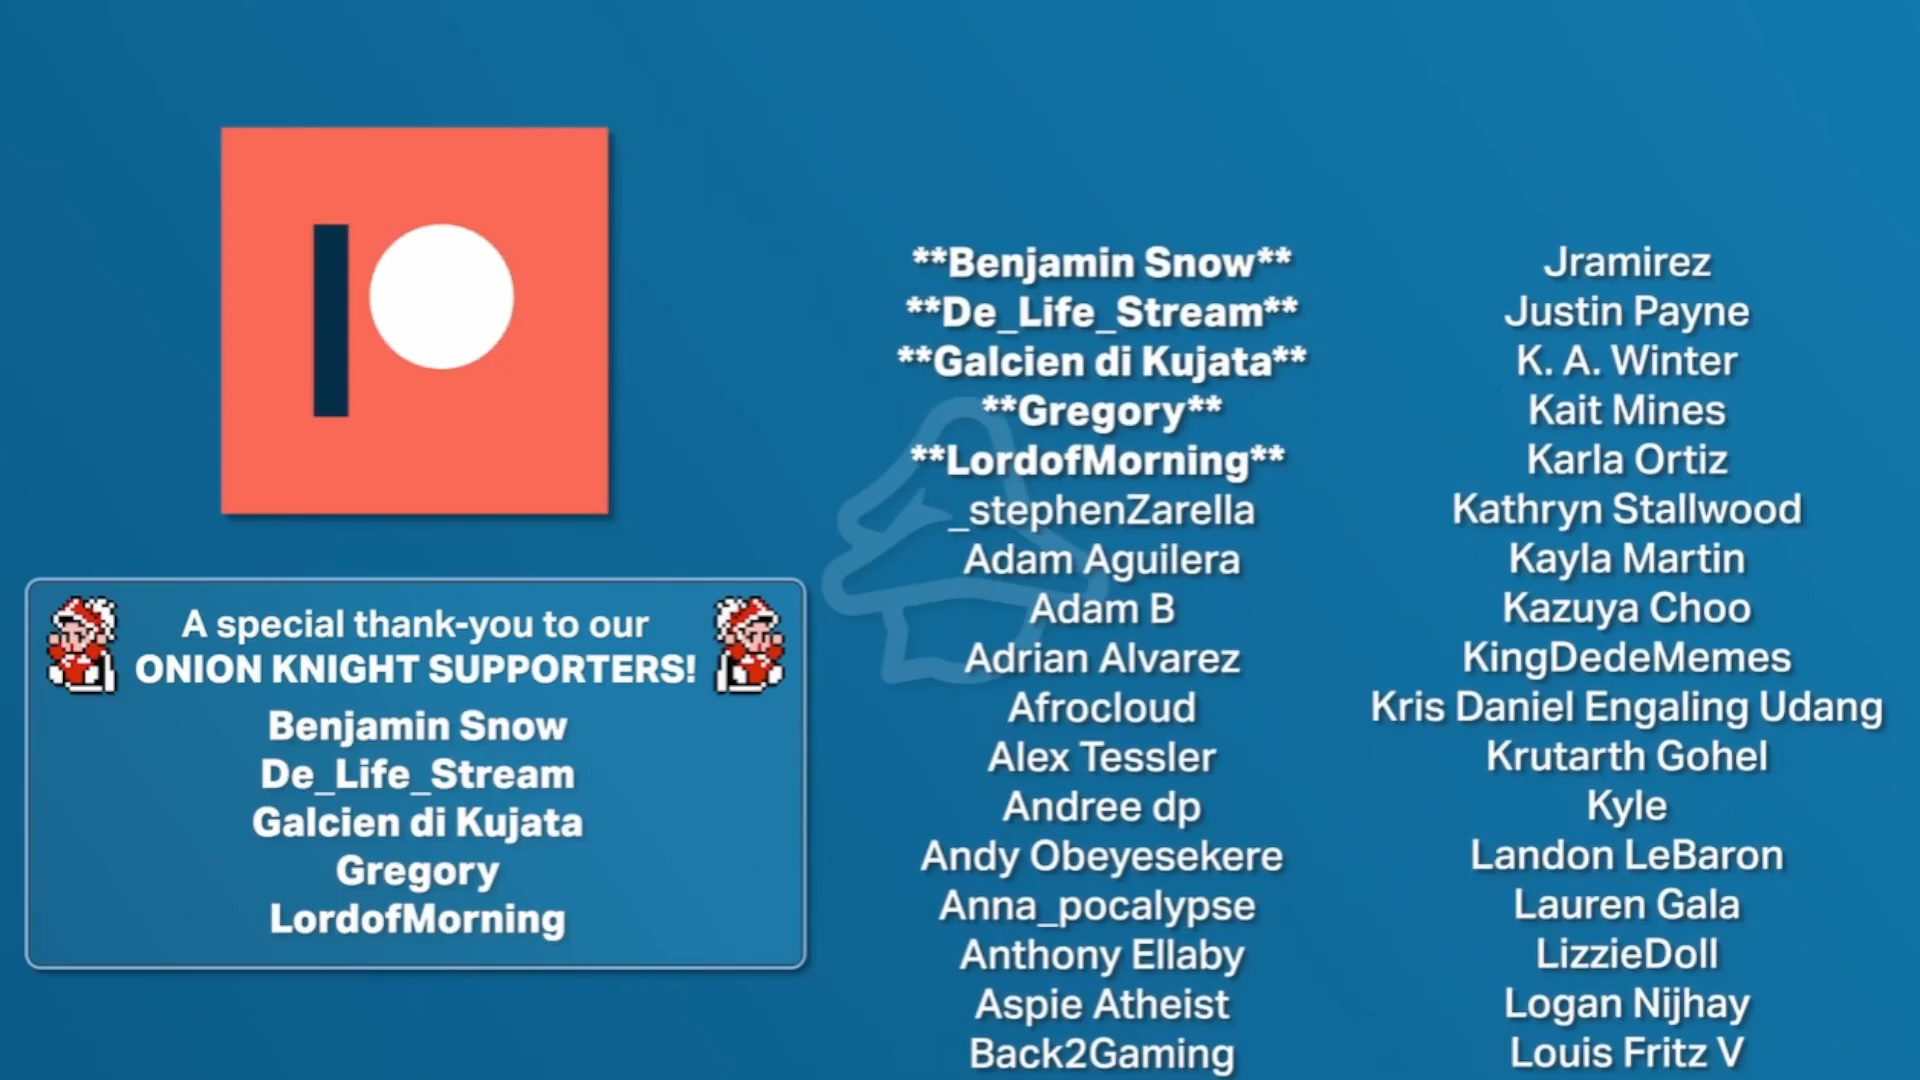 A special thank-you to our
ONION KNIGHT SUPPORTERS!
Benjamin Snow
De_Life_Stream
Galcien di Kujata
Gregory
LordofMorning
**Benjamin Snow**
**De_Life_Stream**
**Galcien di Kujata**
**Gregory**
**LordofMorning**
_stephenZarella
Adam Aguilera
Adam B
Adrian Alvarez
Afrocloud
Alex Tessler
Andree dp
Andy Obeyesekere
Anna_pocalypse
Anthony Ellaby
Aspie Atheist
Back2Gaming
Jramirez
Justin Payne
K. A. Winter
Kait Mines
Karla Ortiz
Kathryn Stallwood
Kayla Martin
Kazuya Choo
KingDedeMemes
Kris Daniel Engaling Udang
Krutarth Gohel
Kyle
Landon LeBaron
Lauren Gala
LizzieDoll
Logan Nijhay
Louis Fritz V